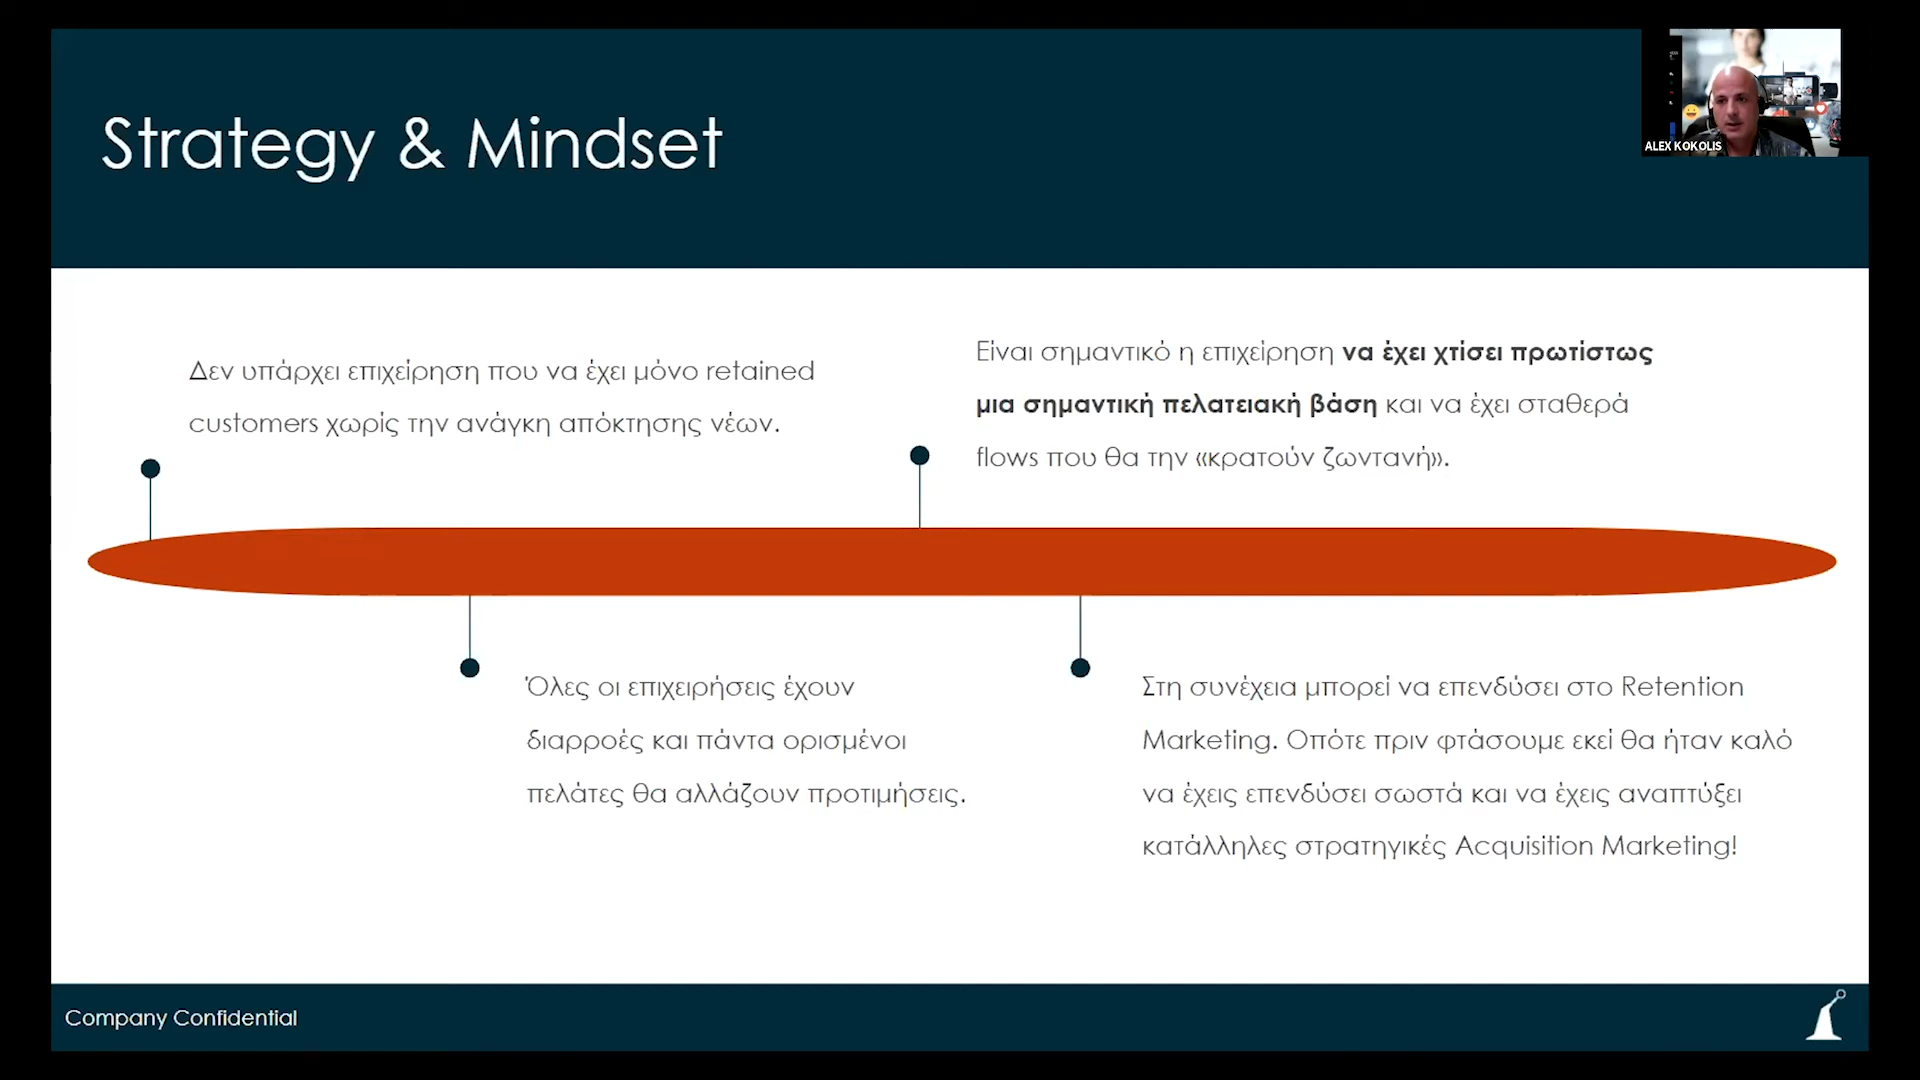 Strategy & Mindset
ALEX KOKOLIS
Δεν υπάρχει επιχείρηση που να έχει μόνο retained
customers χωρίς την ανάγκη απόκτησης νέων.
Είναι σημαντικό η επιχείρηση να έχει χτίσει πρωτίστως
μια σημαντική πελατειακή βάση και να έχει σταθερά
flows που θα την «κρατούν ζωντανή».
Όλες οι επιχειρήσεις έχουν
διαρροές και πάντα ορισμένοι
πελάτες θα αλλάζουν προτιμήσεις.
Στη συνέχεια μπορεί να επενδύσει στο Retention
Marketing. Οπότε πριν φτάσουμε εκεί θα ήταν καλό
να έχεις επενδύσει σωστά και να έχεις αναπτύξει
κατάλληλες στρατηγικές Acquisition Marketing!
Company Confidential